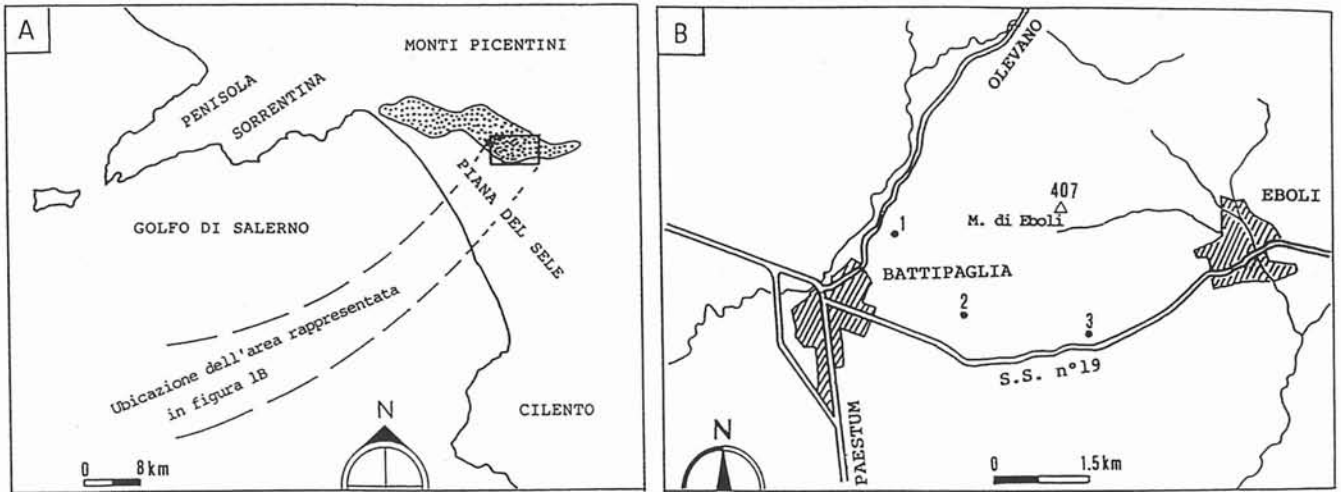 A
MONTI PICENTINI
PENISOLA
SORRENTINA
PIANA DEL SELE
GOLFO DI SALERNO
Ubicazione dell'area rappresentata
in figura 1B
CILENTO
N
0 8km
B
OLEVANO
407
M. di Eboli
EBOLI
1
BATTIPAGLIA
2
3
S.S. n°19
PAESTUM
N
0 1.5km